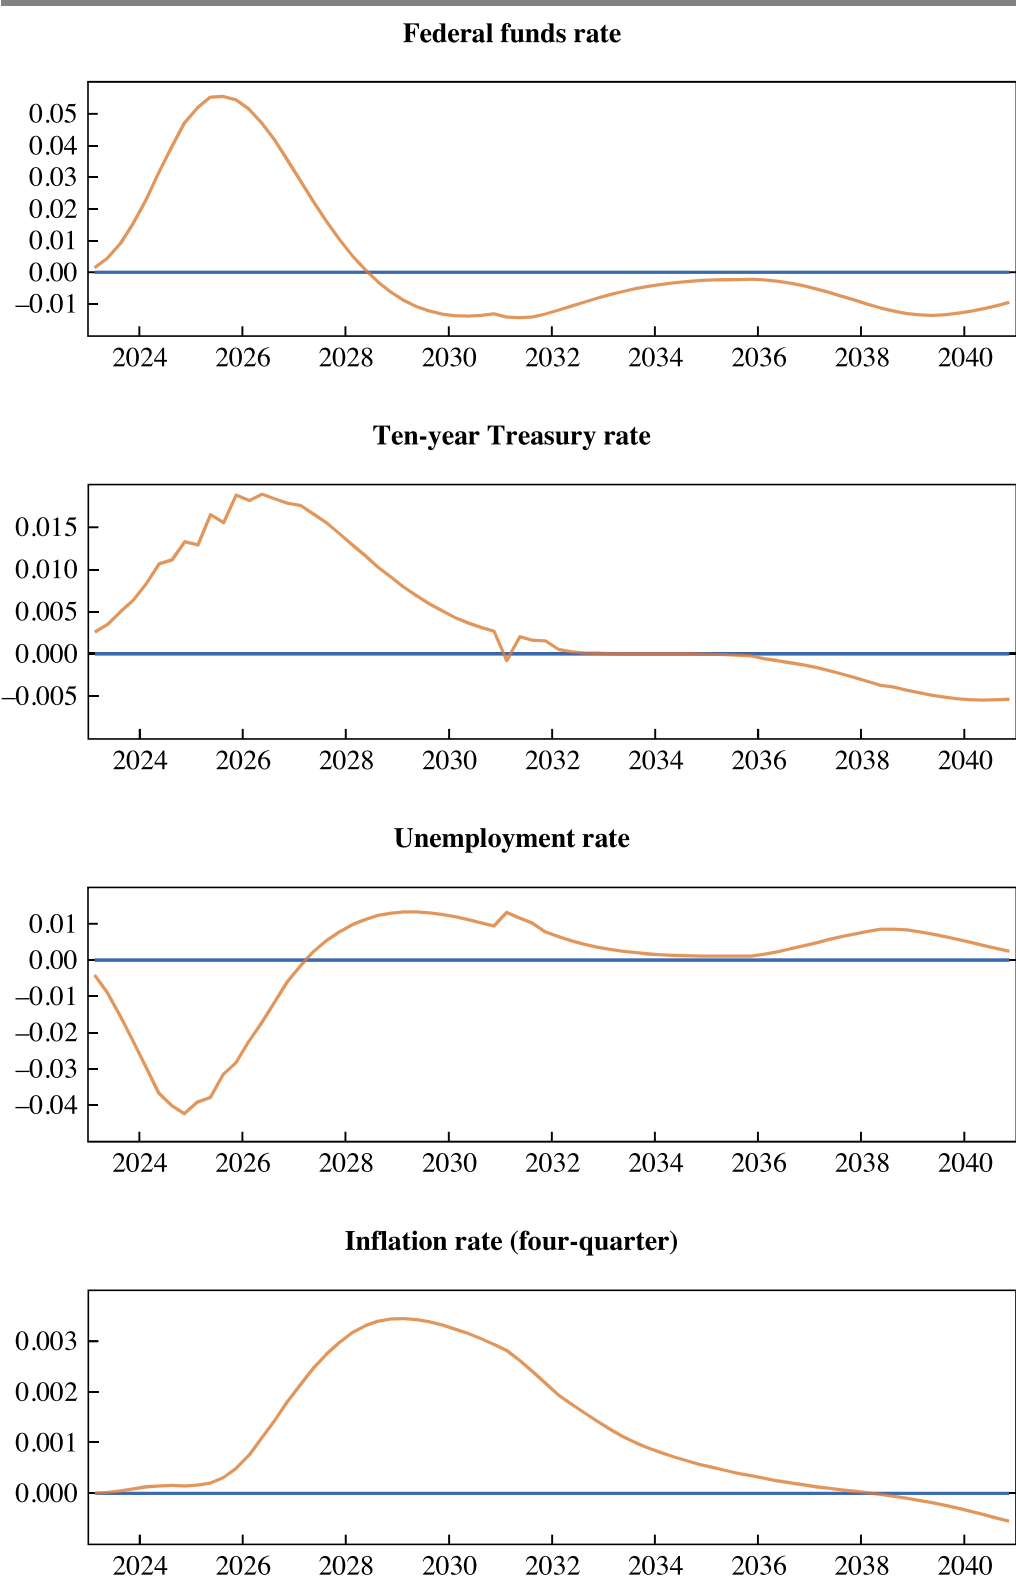 Federal funds rate
0.05
0.04
0.03
0.02
0.01
0.00
–0.01
2024 2026 2028 2030 2032 2034 2036 2038 2040
Ten-year Treasury rate
0.015
0.010
0.005
0.000
–0.005
2024 2026 2028 2030 2032 2034 2036 2038 2040
Unemployment rate
0.01
0.00
–0.01
–0.02
–0.03
–0.04
2024 2026 2028 2030 2032 2034 2036 2038 2040
Inflation rate (four-quarter)
0.003
0.002
0.001
0.000
2024 2026 2028 2030 2032 2034 2036 2038 2040